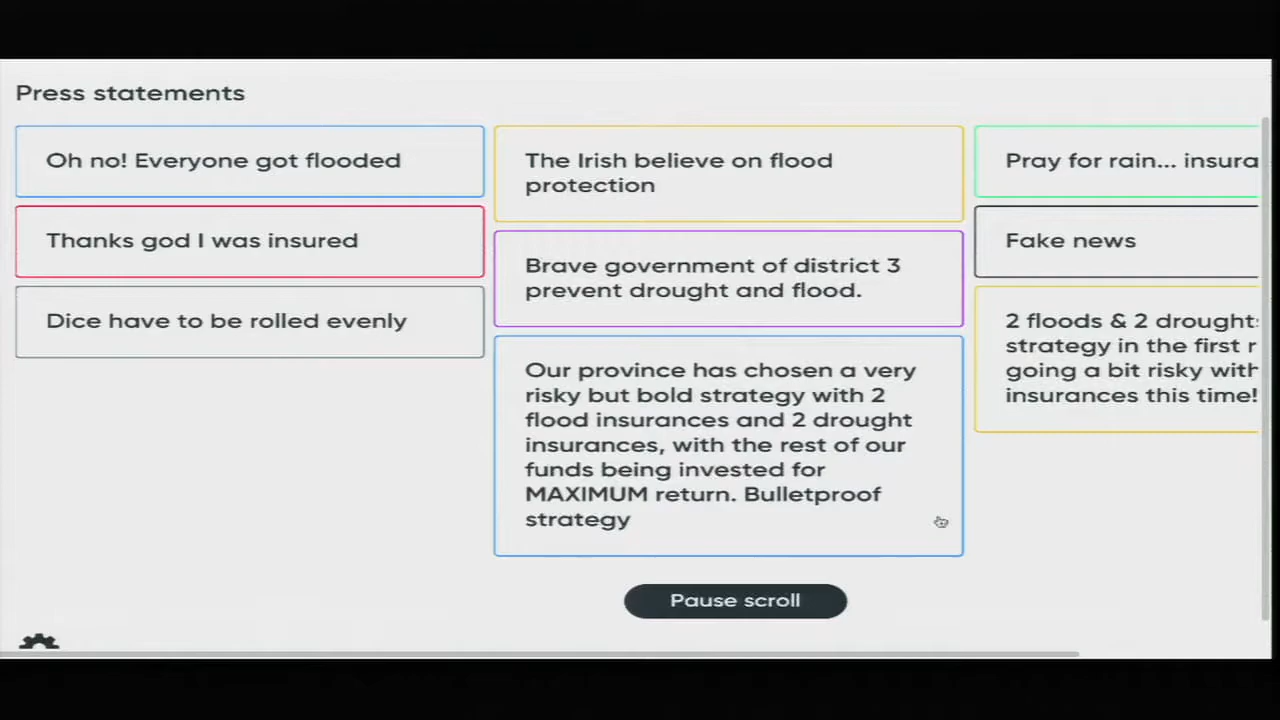 Press statements
Oh no! Everyone got flooded
Thanks god I was insured
Dice have to be rolled evenly
The Irish believe on flood
protection
Brave government of district 3
prevent drought and flood.
Our province has chosen a very
risky but bold strategy with 2
flood insurances and 2 drought
insurances, with the rest of our
funds being invested for
MAXIMUM return. Bulletproof
strategy
Pray for rain...
Fake news
2 floods & 2 droughts
strategy in the first
going a bit risky with
insurances this time!
Pause scroll